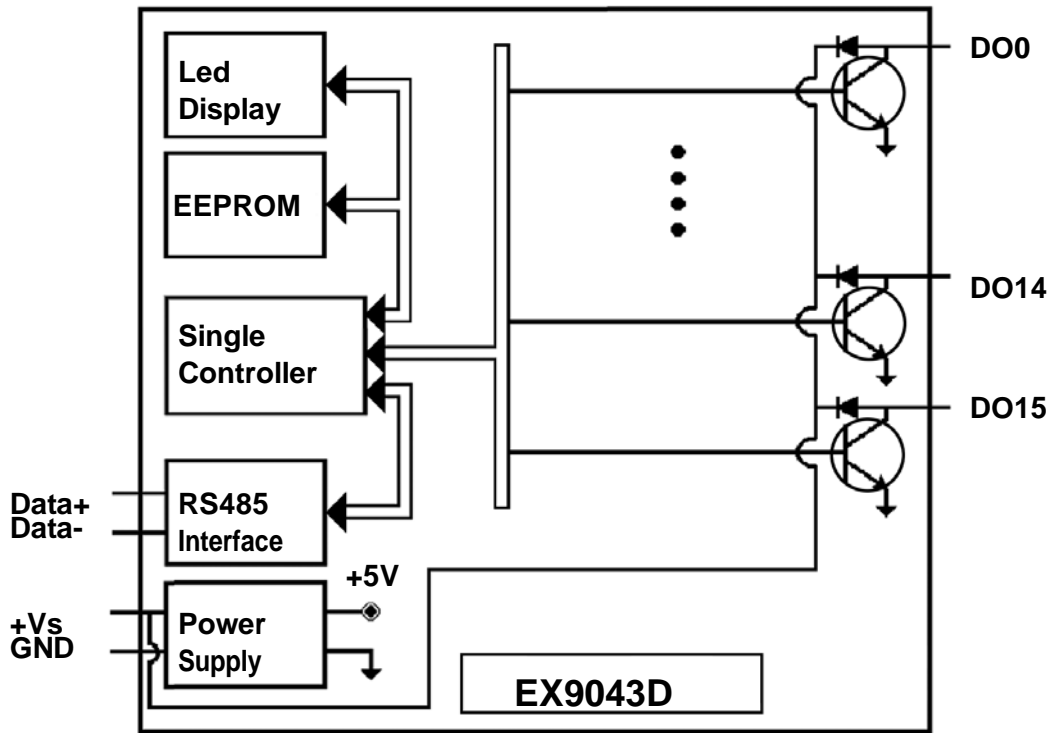 Led
Display
EEPROM
Single
Controller
RS485
Interface
Data+
Data-
+Vs
GND
Power
Supply
+5V
EX9043D
DO0
DO14
DO15